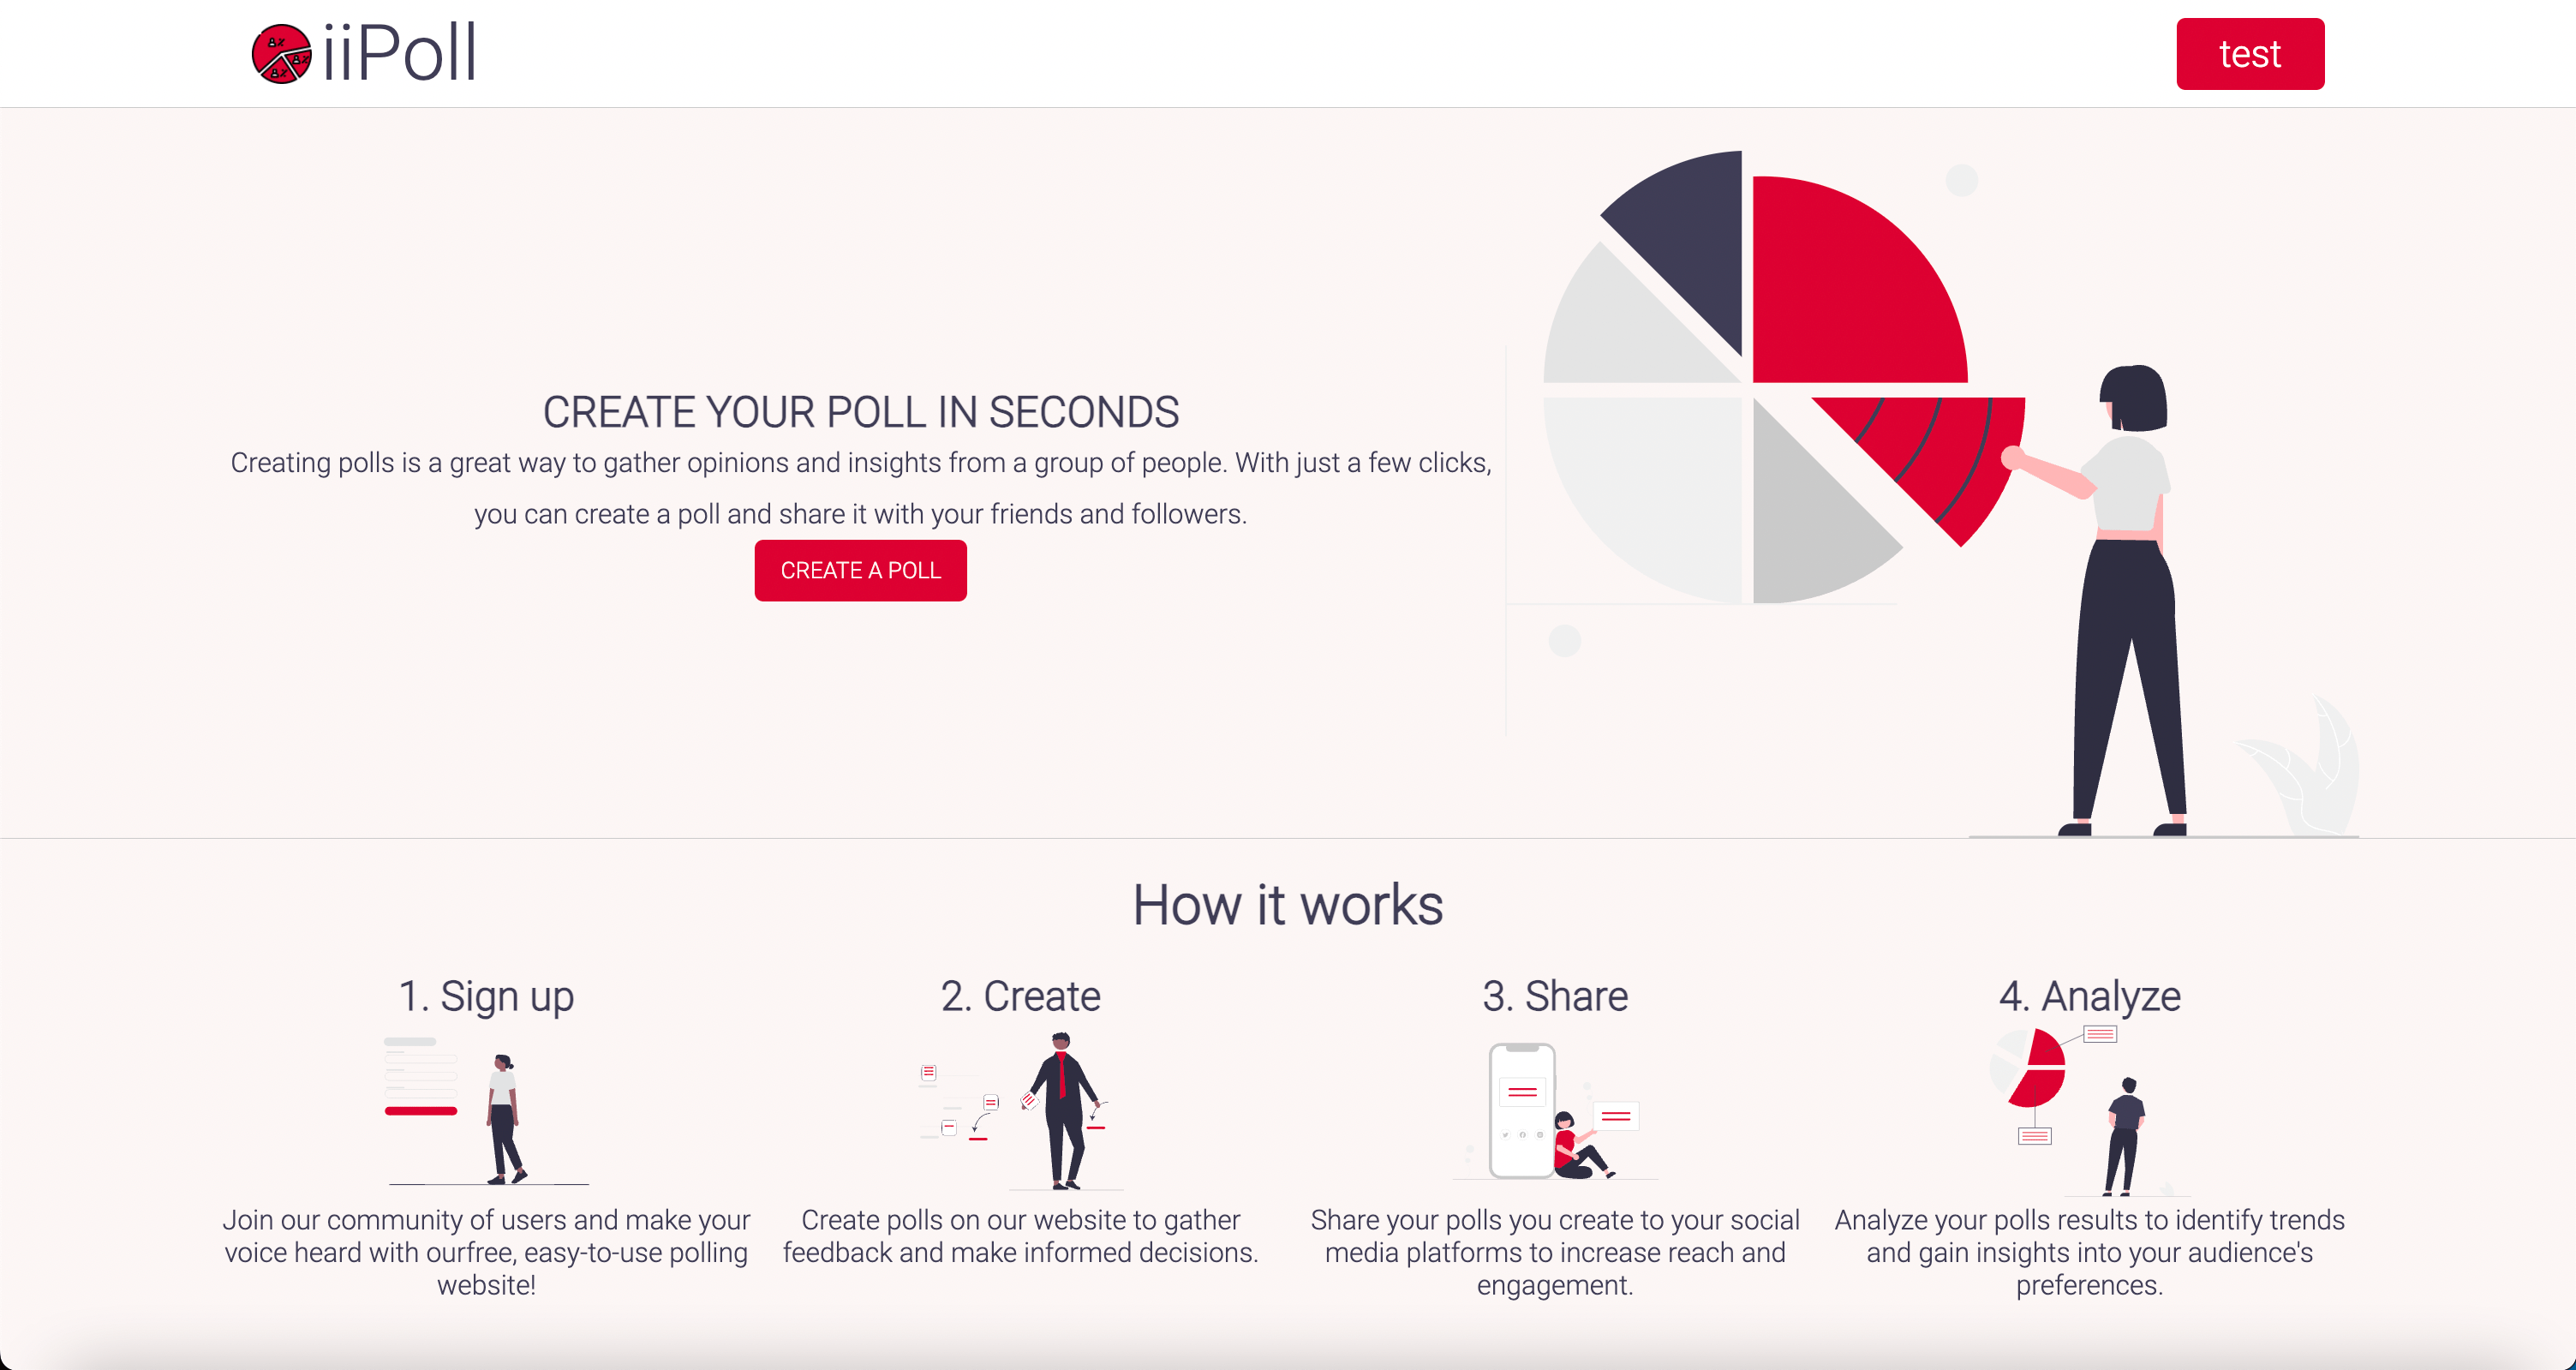 iiPoll
test
CREATE YOUR POLL IN SECONDS
Creating polls is a great way to gather opinions and insights from a group of people. With just a few clicks,
you can create a poll and share it with your friends and followers.
CREATE A POLL
How it works
1. Sign up
2. Create
3. Share
4. Analyze
Join our community of users and make your
voice heard with ourfree, easy-to-use polling
website!
Create polls on our website to gather
feedback and make informed decisions.
Share your polls you create to your social
media platforms to increase reach and
engagement.
Analyze your polls results to identify trends
and gain insights into your audience's
preferences.